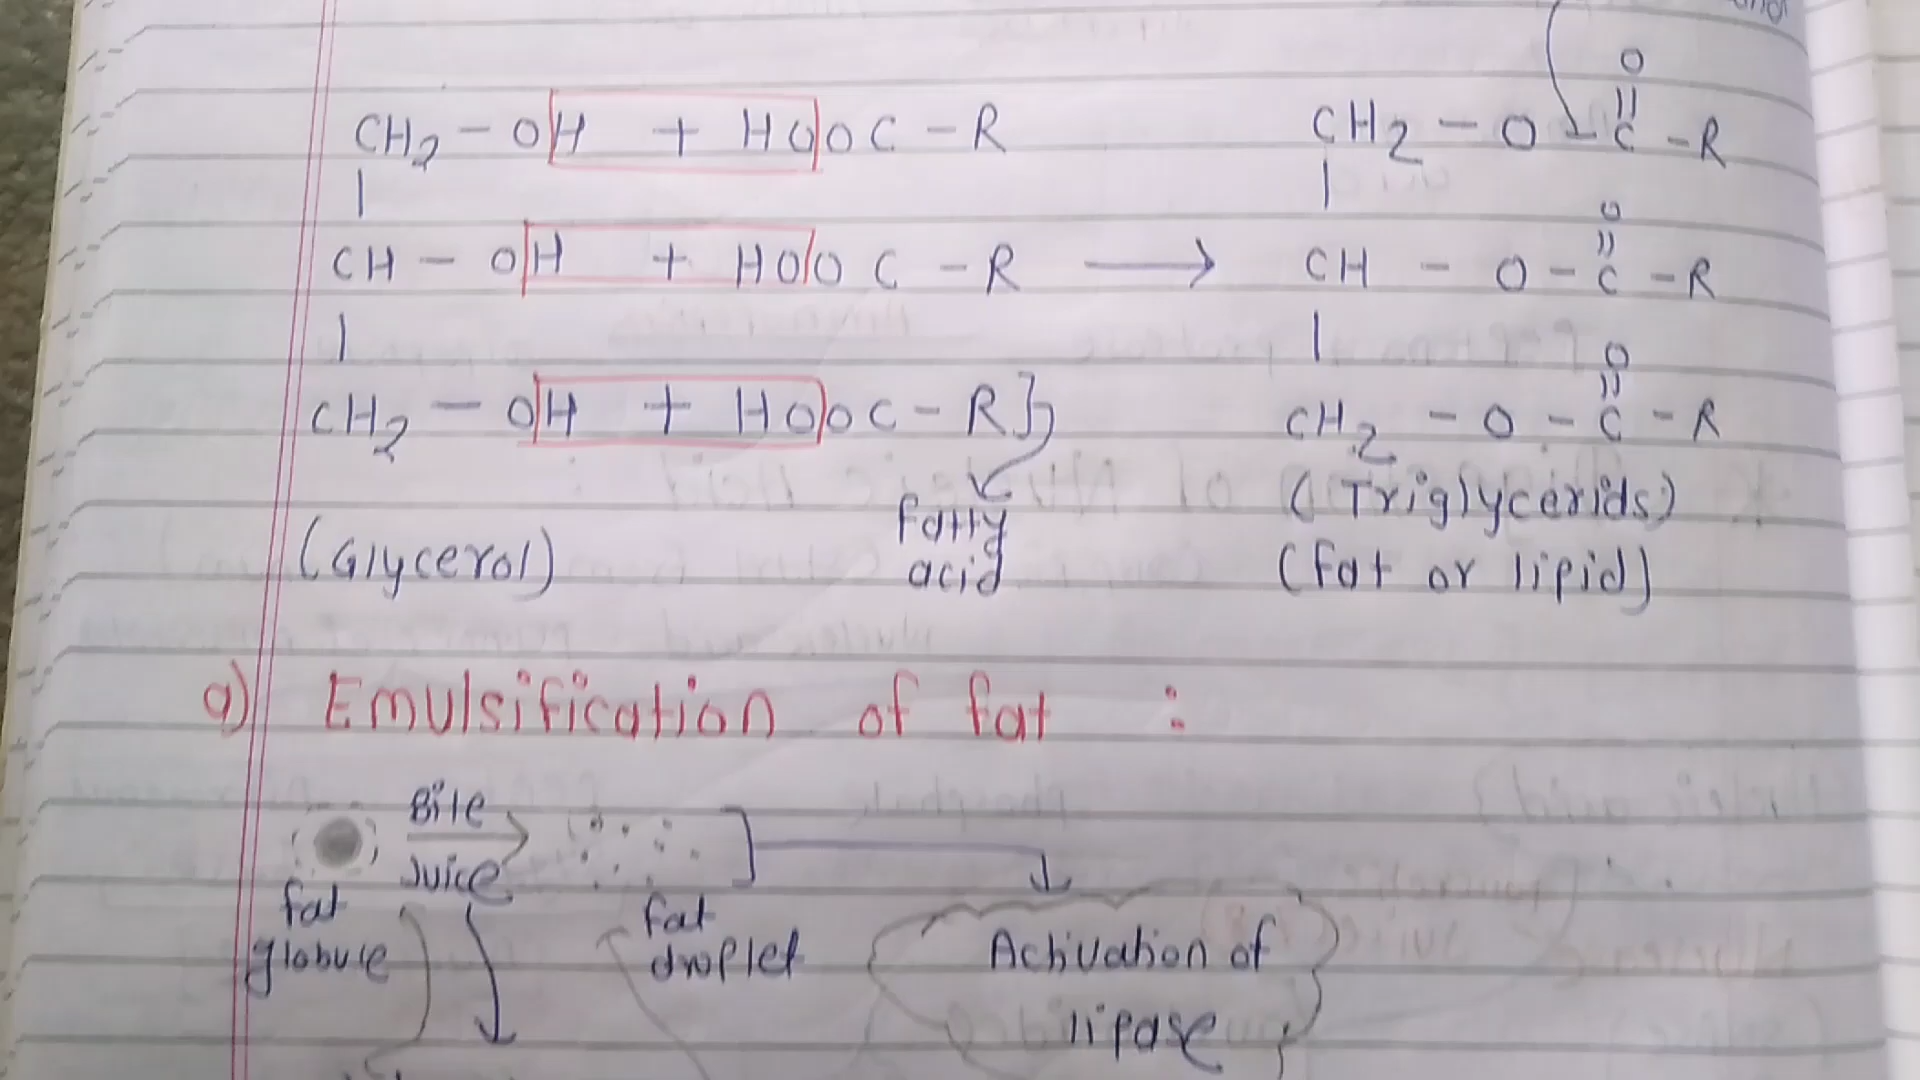 O
CH2 - OH + HOOC - R CH2 - O - C - R
O
CH - OH + HOOC - R → CH - O - C - R
O
CH2 - OH + HOOC - R} CH2 - O - C - R
(Glycerol) fatty acid (Triglycerids)
(fat or lipid)
a) Emulsification of fat :
Bile
Juice
fat
globule
fat
droplet
Activation of
lipase